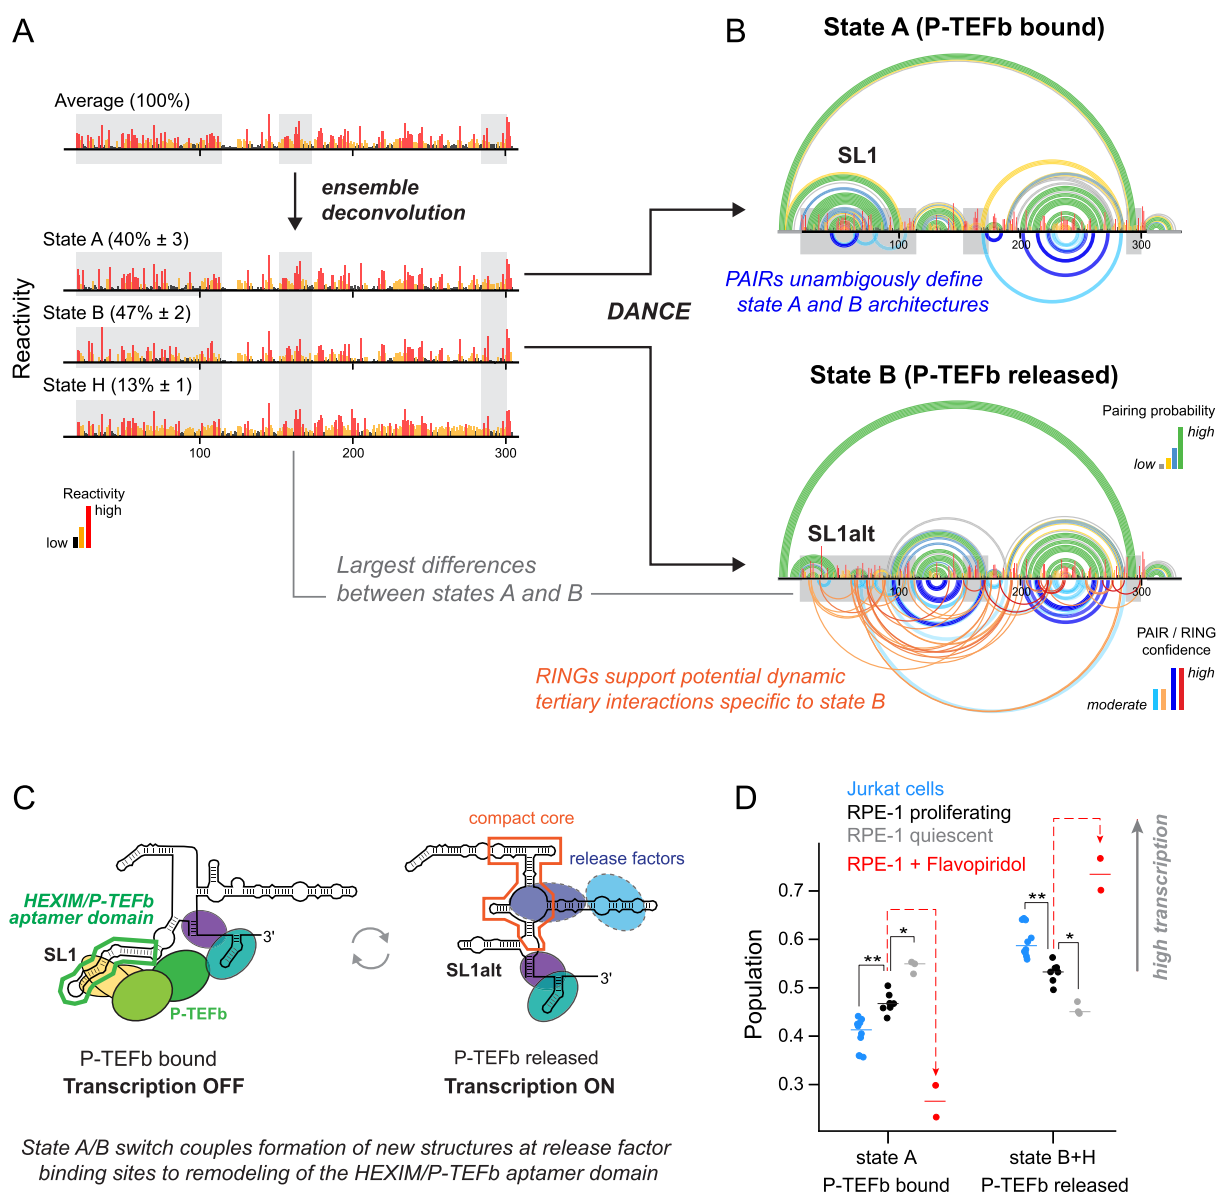 A
Average (100%)
ensemble
deconvolution
State A (40% ± 3)
State B (47% ± 2)
State H (13% ± 1)
Reactivity
100
200
300
Reactivity
high
low
Largest differences
between states A and B
DANCE
B
State A (P-TEFb bound)
SL1
100
200
300
PAIRs unambigously define
state A and B architectures
State B (P-TEFb released)
Pairing probability
high
low
SL1alt
100
200
300
PAIR / RING
confidence
high
moderate
RINGs support potential dynamic
tertiary interactions specific to state B
C
HEXIM/P-TEFb
aptamer domain
SL1
3'
P-TEFb
P-TEFb bound
Transcription OFF
compact core
release factors
SL1alt
3'
P-TEFb released
Transcription ON
State A/B switch couples formation of new structures at release factor
binding sites to remodeling of the HEXIM/P-TEFb aptamer domain
D
Jurkat cells
RPE-1 proliferating
RPE-1 quiescent
RPE-1 + Flavopiridol
high transcription
Population
0.7
0.6
0.5
0.4
0.3
**
*
**
*
state A
P-TEFb bound
state B+H
P-TEFb released